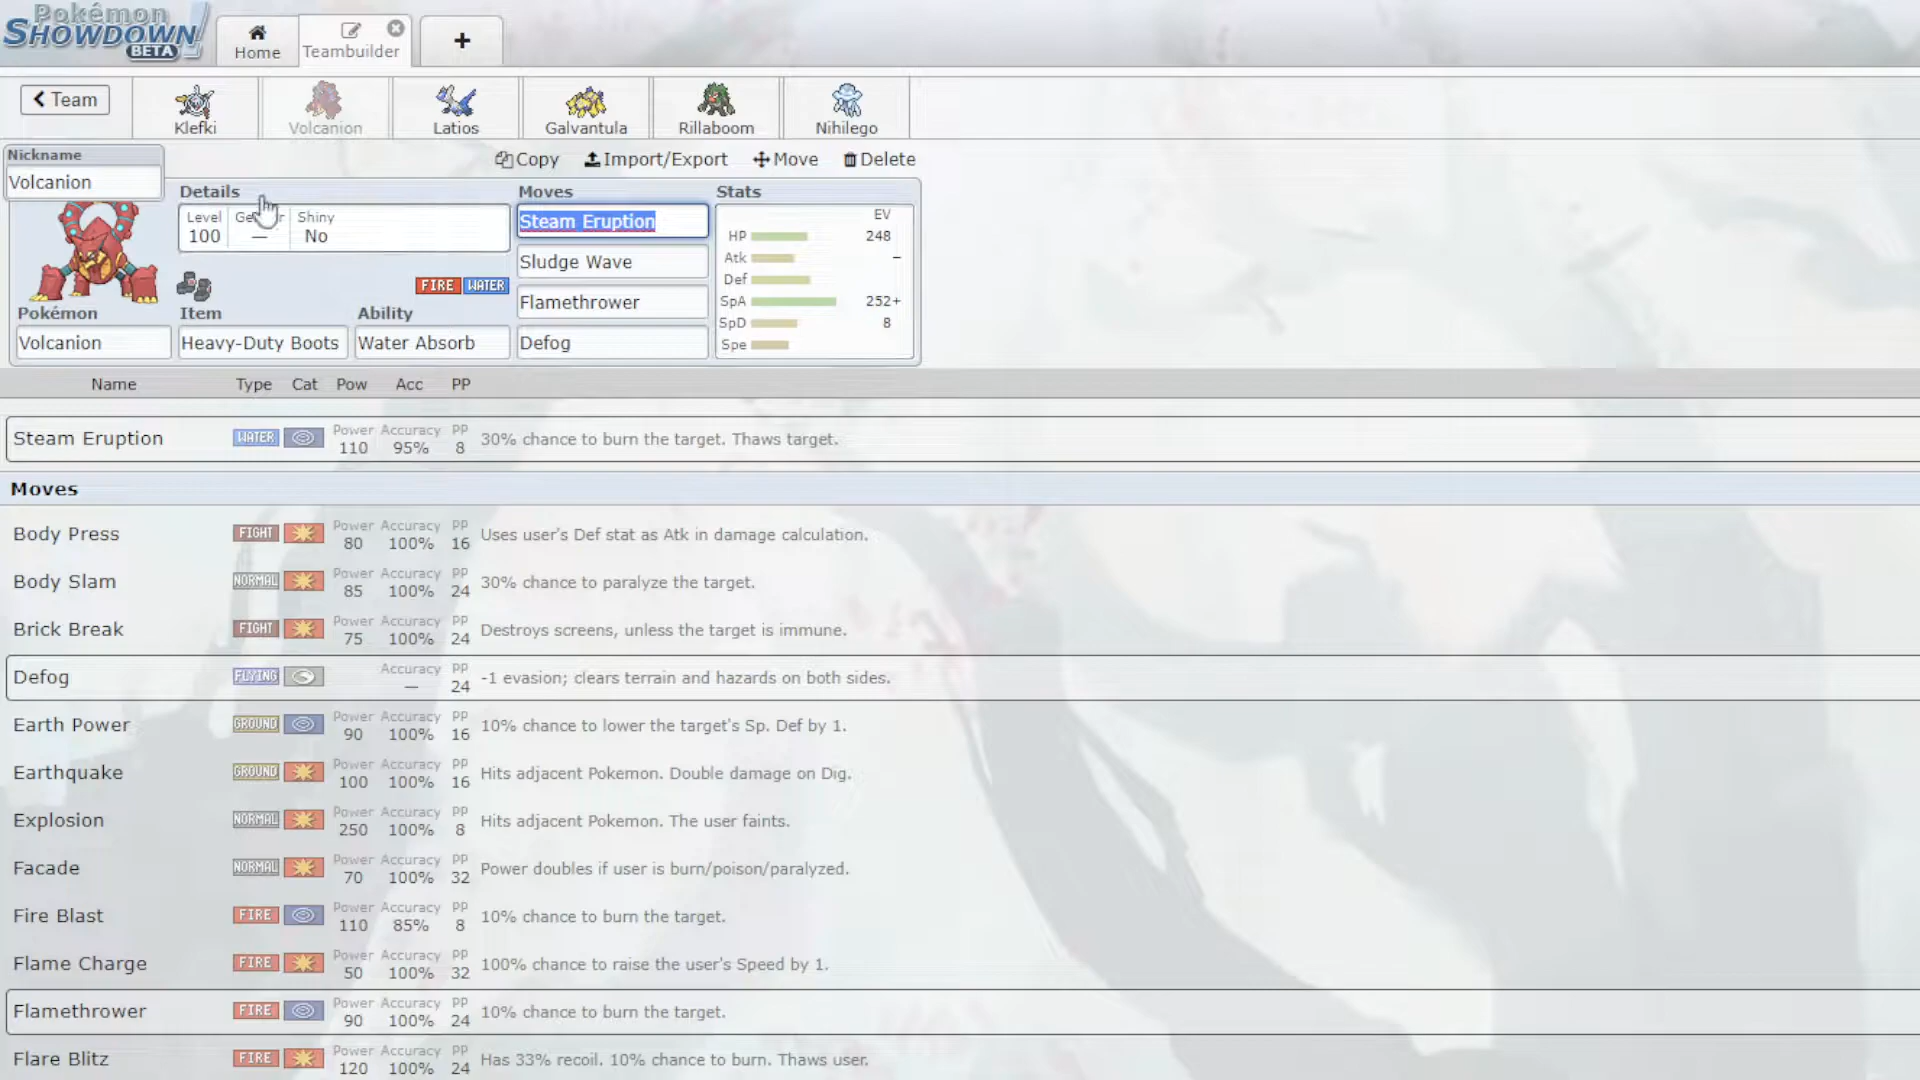 Pokémon
SHOWDOWN!
BETA
Home
Teambuilder
+
Team
Klefki
Volcanion
Latios
Galvantula
Rillaboom
Nihilego
Nickname
Volcanion
Copy Import/Export Move Delete
Details
Level Shiny
100 — No
FIRE WATER
Pokémon
Volcanion
Item
Heavy-Duty Boots
Ability
Water Absorb
Moves
Steam Eruption
Sludge Wave
Flamethrower
Defog
Stats
EV
HP 248
Atk –
Def
SpA 252+
SpD 8
Spe
Name Type Cat Pow Acc PP
Steam Eruption WATER Power 110 Accuracy 95% PP 8 30% chance to burn the target. Thaws target.
Moves
Body Press FIGHT Power 80 Accuracy 100% PP 16 Uses user's Def stat as Atk in damage calculation.
Body Slam NORMAL Power 85 Accuracy 100% PP 24 30% chance to paralyze the target.
Brick Break FIGHT Power 75 Accuracy 100% PP 24 Destroys screens, unless the target is immune.
Defog FLYING Accuracy — PP 24 -1 evasion; clears terrain and hazards on both sides.
Earth Power GROUND Power 90 Accuracy 100% PP 16 10% chance to lower the target's Sp. Def by 1.
Earthquake GROUND Power 100 Accuracy 100% PP 16 Hits adjacent Pokemon. Double damage on Dig.
Explosion NORMAL Power 250 Accuracy 100% PP 8 Hits adjacent Pokemon. The user faints.
Facade NORMAL Power 70 Accuracy 100% PP 32 Power doubles if user is burn/poison/paralyzed.
Fire Blast FIRE Power 110 Accuracy 85% PP 8 10% chance to burn the target.
Flame Charge FIRE Power 50 Accuracy 100% PP 32 100% chance to raise the user's Speed by 1.
Flamethrower FIRE Power 90 Accuracy 100% PP 24 10% chance to burn the target.
Flare Blitz FIRE Power 120 Accuracy 100% PP 24 Has 33% recoil. 10% chance to burn. Thaws user.